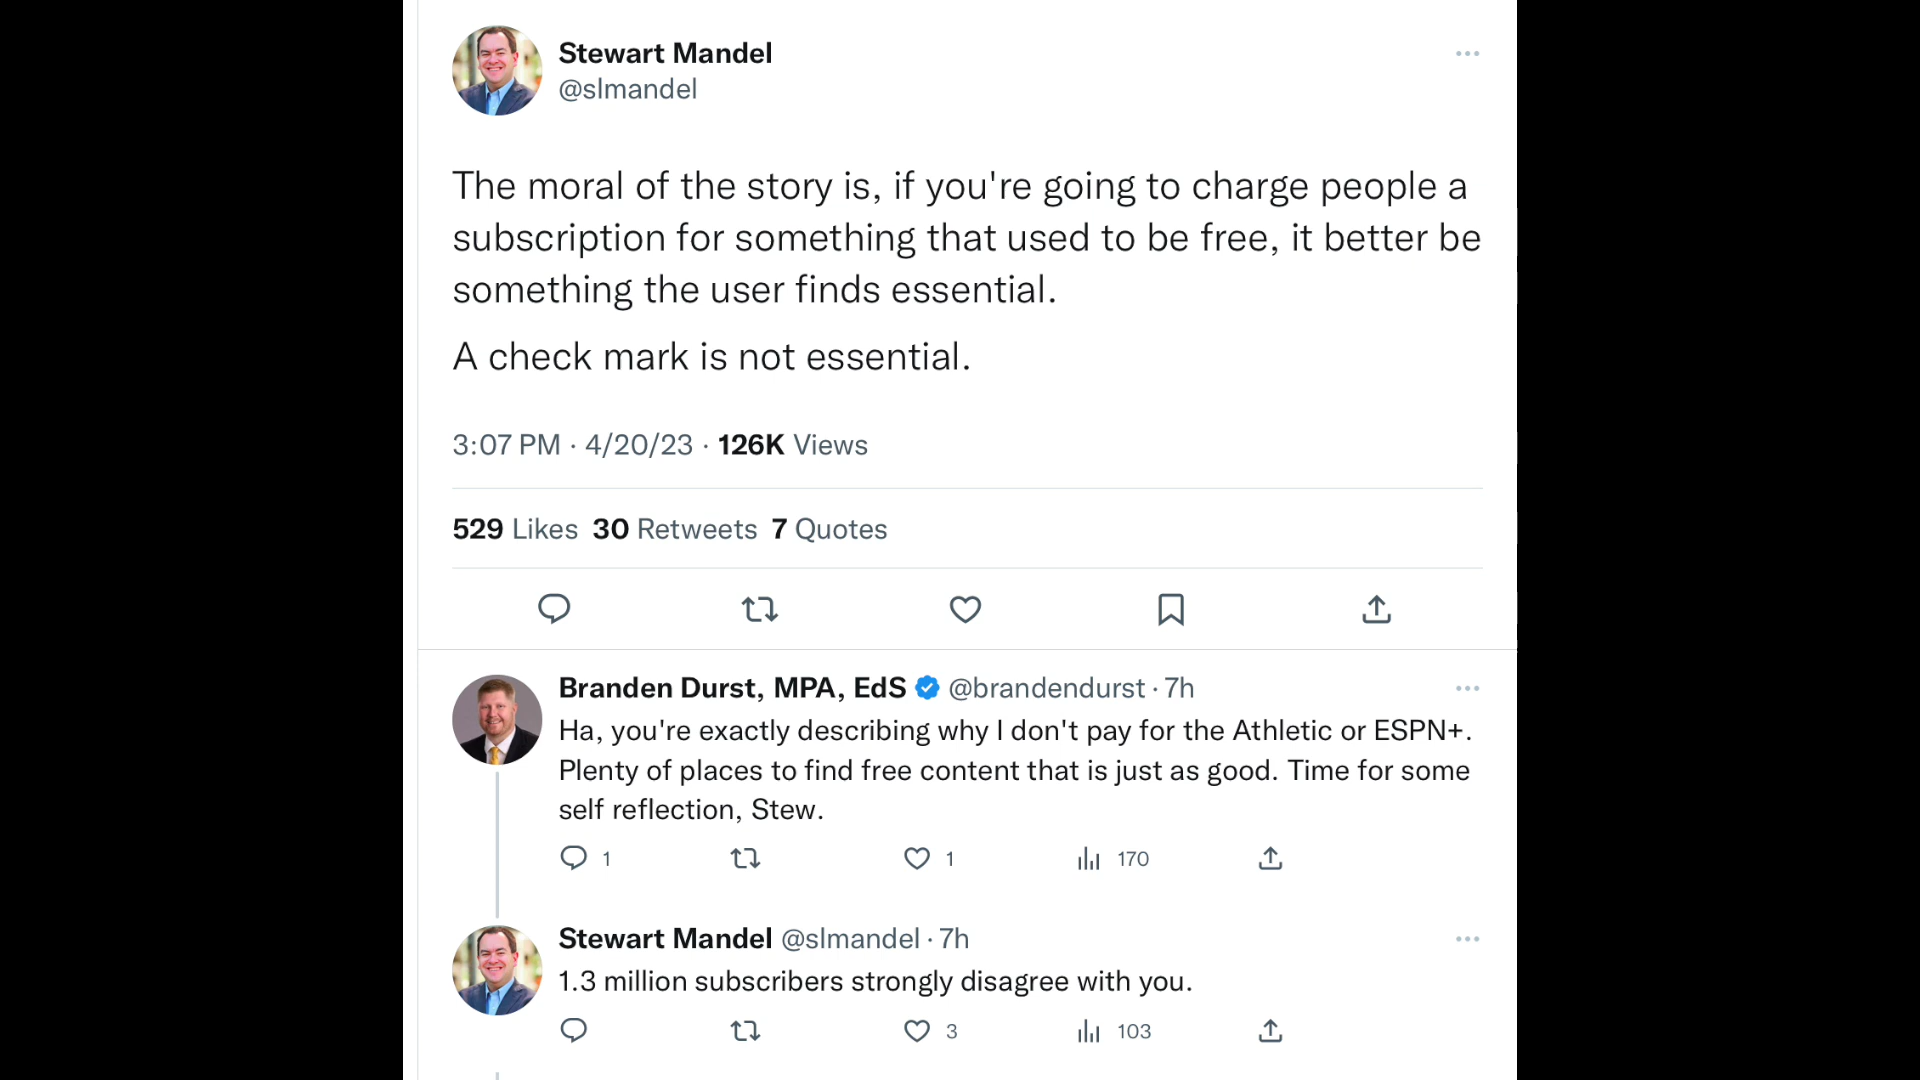 Stewart Mandel
@slmandel
The moral of the story is, if you're going to charge people a
subscription for something that used to be free, it better be
something the user finds essential.
A check mark is not essential.
3:07 PM · 4/20/23 · 126K Views
529 Likes 30 Retweets 7 Quotes
Branden Durst, MPA, EdS @brandendurst · 7h
Ha, you're exactly describing why I don't pay for the Athletic or ESPN+.
Plenty of places to find free content that is just as good. Time for some
self reflection, Stew.
1 1 170
Stewart Mandel @slmandel · 7h
1.3 million subscribers strongly disagree with you.
3 103